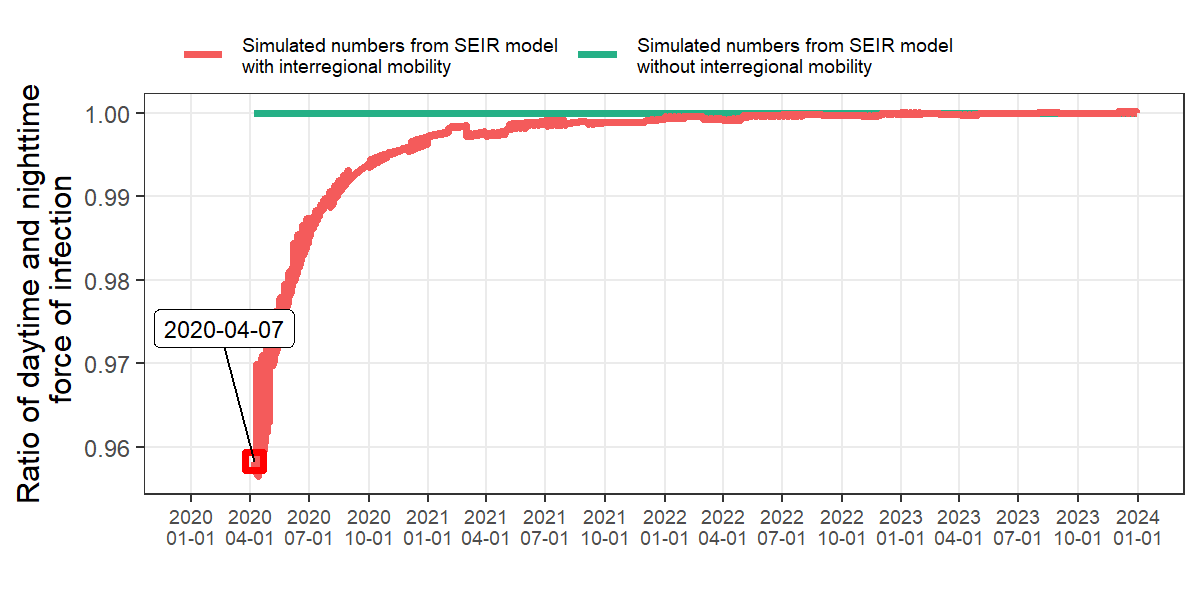 Simulated numbers from SEIR model
with interregional mobility
Simulated numbers from SEIR model
without interregional mobility
Ratio of daytime and nighttime
force of infection
1.00
0.99
0.98
0.97
0.96
2020-04-07
2020 2020 2020 2020 2021 2021 2021 2021 2022 2022 2022 2022 2023 2023 2023 2023 2024
01-01 04-01 07-01 10-01 01-01 04-01 07-01 10-01 01-01 04-01 07-01 10-01 01-01 04-01 07-01 10-01 01-01